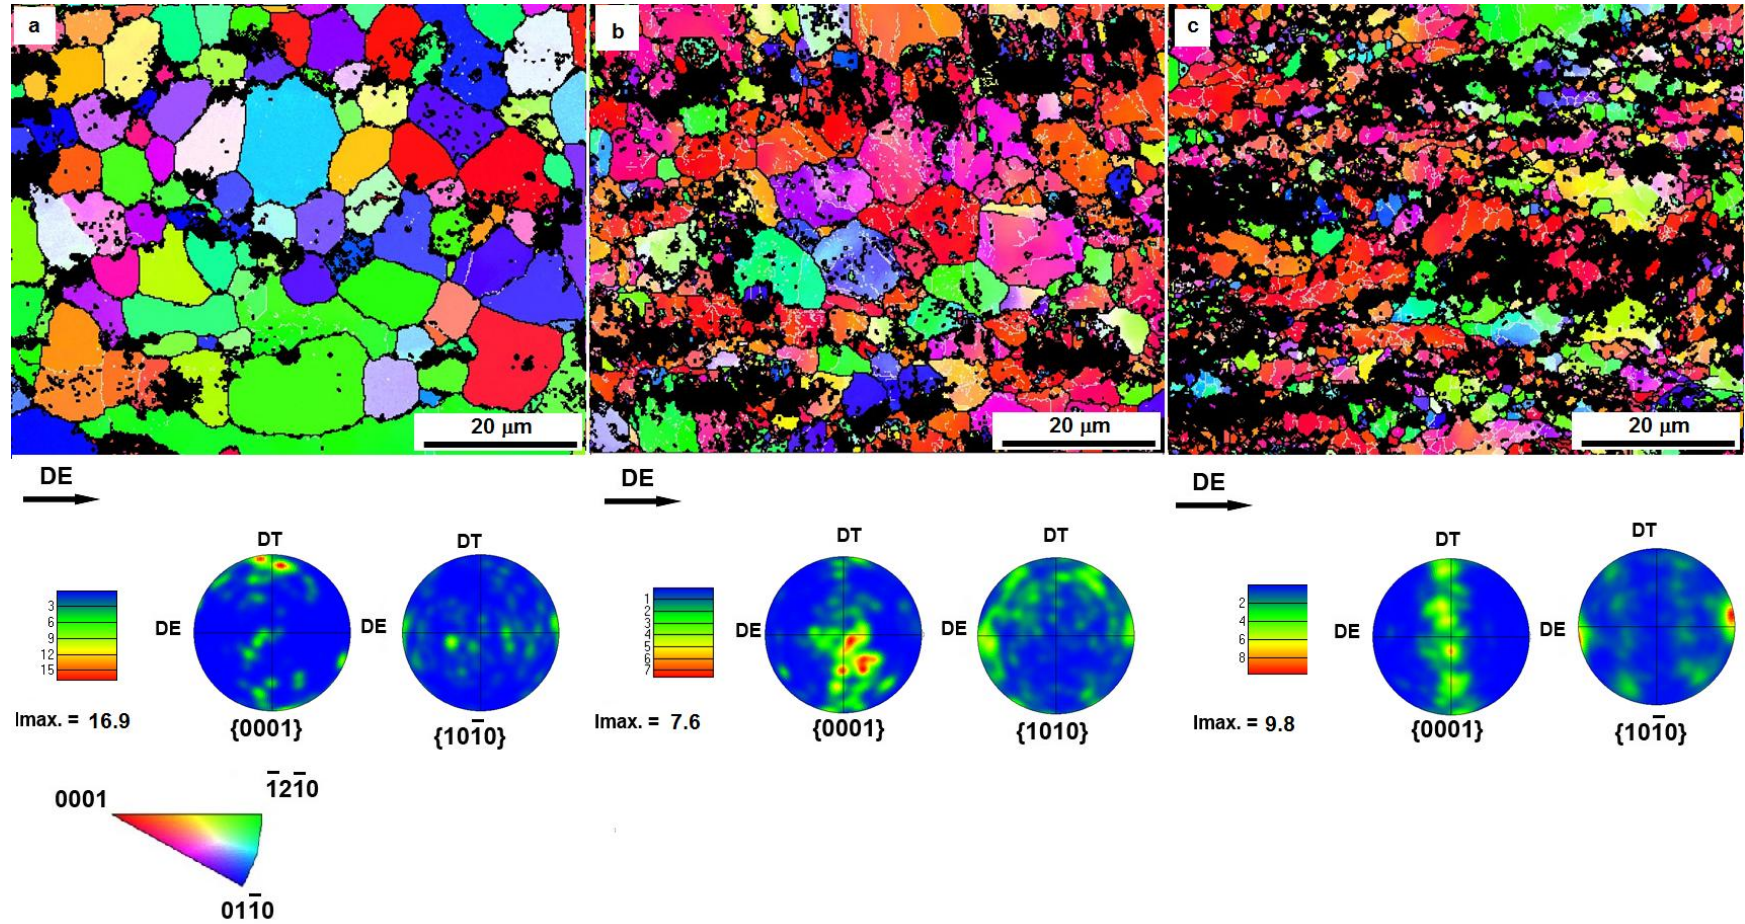 a
b
c
20 μm
20 μm
20 μm
DE
DE
DE
DT
DT
DE
DE
3
6
9
12
15
Imax. = 16.9
{0001}
{101̄0}
DT
DT
DE
DE
1
2
3
4
5
6
7
Imax. = 7.6
{0001}
{1010}
DT
DT
DE
DE
2
4
6
8
Imax. = 9.8
{0001}
{101̄0}
0001
1̄21̄0
011̄0